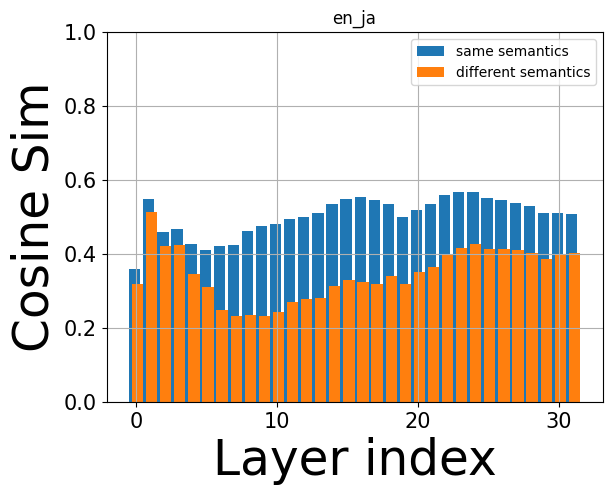 en_ja
same semantics
different semantics
Cosine Sim
1.0
0.8
0.6
0.4
0.2
0.0
0 10 20 30
Layer index